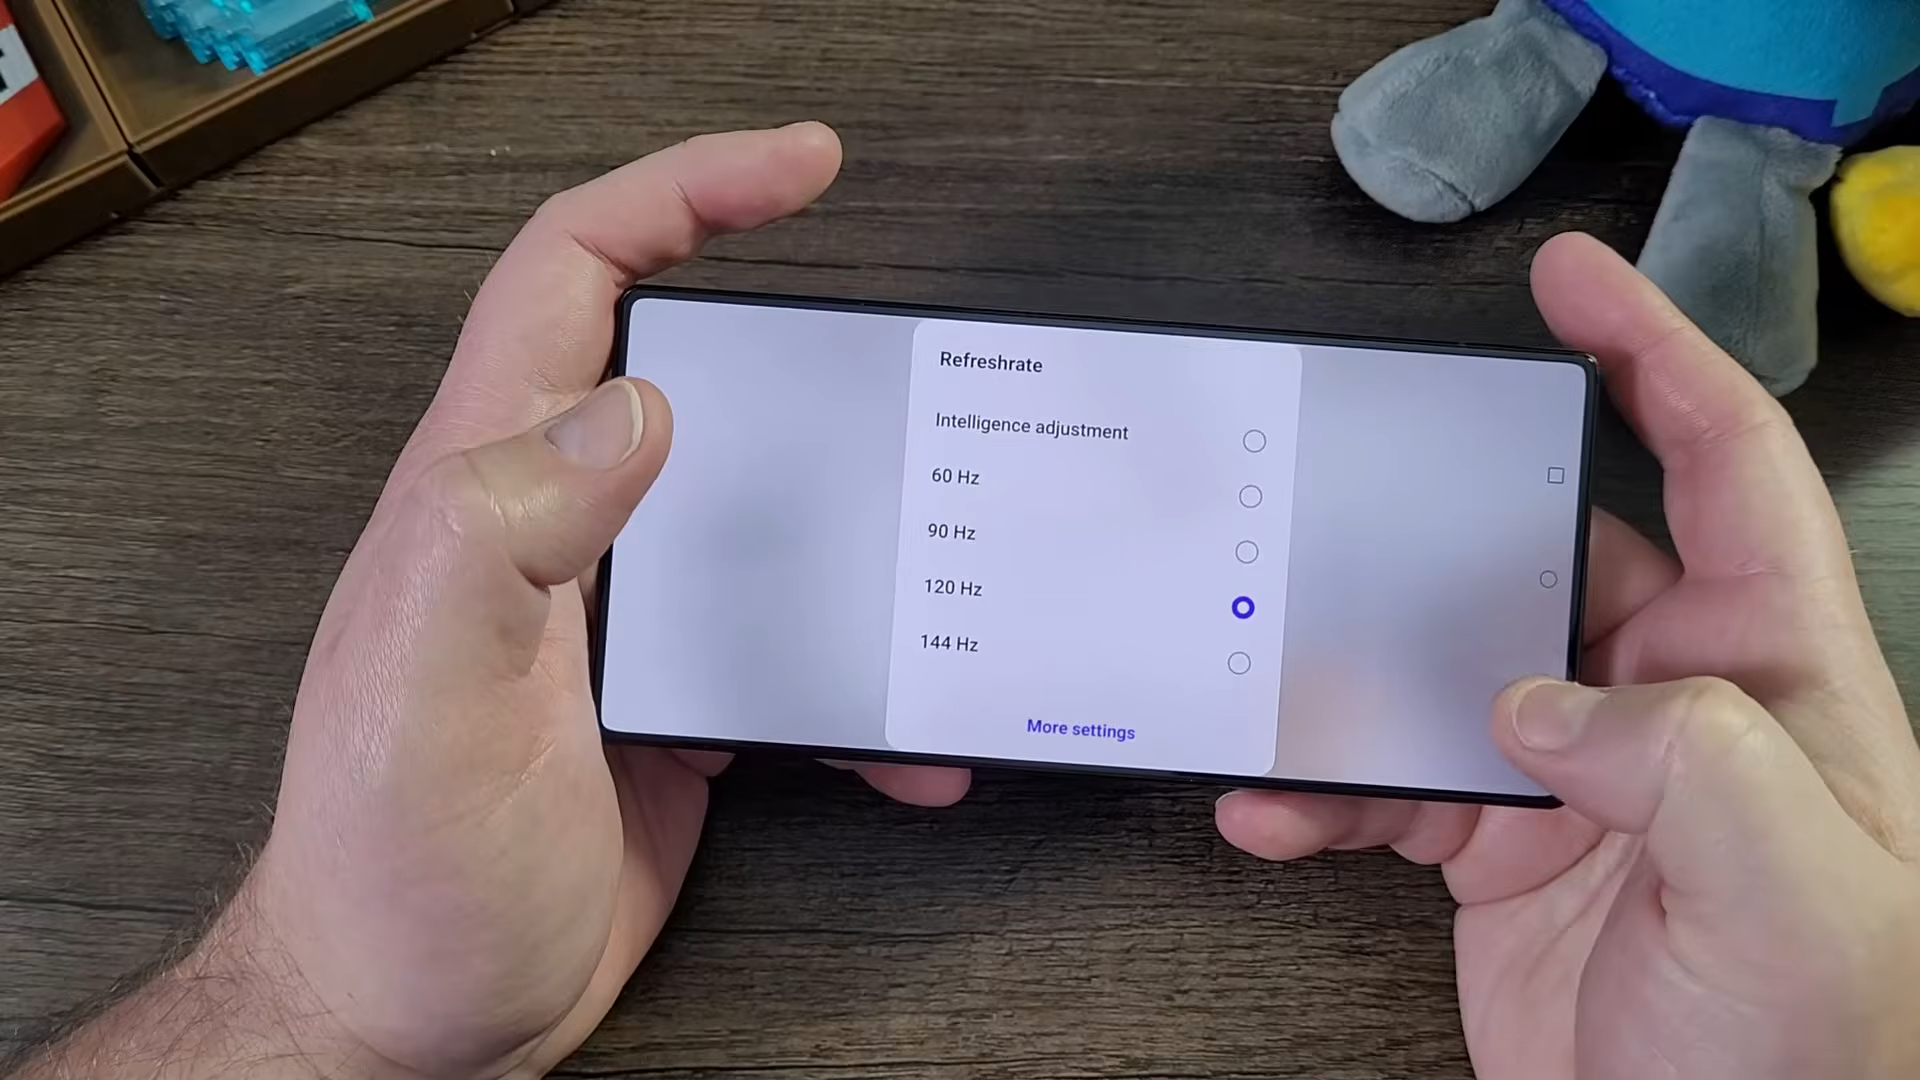 Refreshrate
Intelligence adjustment
60 Hz
90 Hz
120 Hz
144 Hz
More settings